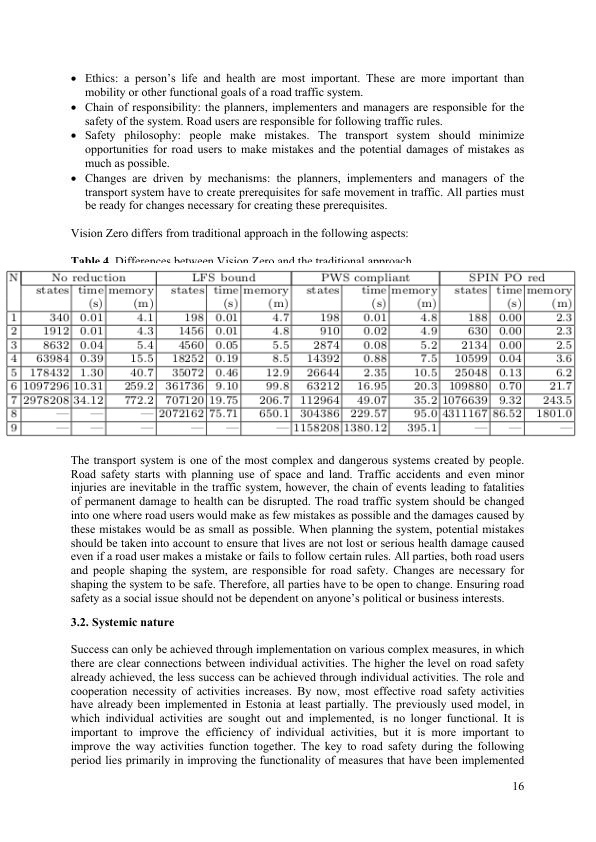 • Ethics: a person's life and health are most important. These are more important than
mobility or other functional goals of a road traffic system.
• Chain of responsibility: the planners, implementers and managers are responsible for the
safety of the system. Road users are responsible for following traffic rules.
• Safety philosophy: people make mistakes. The transport system should minimize
opportunities for road users to make mistakes and the potential damages of mistakes as
much as possible.
• Changes are driven by mechanisms: the planners, implementers and managers of the
transport system have to create prerequisites for safe movement in traffic. All parties must
be ready for changes necessary for creating these prerequisites.
Vision Zero differs from traditional approach in the following aspects:
Table 4. Differences between Vision Zero and the traditional approach
N No reduction LFS bound PWS compliant SPIN PO red
states time memory states time memory states time memory states time memory
(s) (m) (s) (m) (s) (m) (s) (m)
1 340 0.01 4.1 198 0.01 4.7 198 0.01 4.8 188 0.00 2.3
2 1912 0.01 4.3 1456 0.01 4.8 910 0.02 4.9 630 0.00 2.3
3 8632 0.04 5.4 4560 0.05 5.5 2874 0.08 5.2 2134 0.00 2.5
4 63984 0.39 15.5 18252 0.19 8.5 14392 0.88 7.5 10599 0.04 3.6
5 178432 1.30 40.7 35072 0.46 12.9 26644 2.35 10.5 25048 0.13 6.2
6 1097296 10.31 259.2 361736 9.10 99.8 63212 16.95 20.3 109880 0.70 21.7
7 2978208 34.12 772.2 707120 19.75 206.7 112964 49.07 35.2 1076639 9.32 243.5
8 — — — 2072162 75.71 650.1 304386 229.57 95.0 4311167 86.52 1801.0
9 — — — 1158208 1380.12 395.1 — — —
The transport system is one of the most complex and dangerous systems created by people.
Road safety starts with planning use of space and land. Traffic accidents and even minor
injuries are inevitable in the traffic system, however, the chain of events leading to fatalities
of permanent damage to health can be disrupted. The road traffic system should be changed
into one where road users would make as few mistakes as possible and the damages caused by
these mistakes would be as small as possible. When planning the system, potential mistakes
should be taken into account to ensure that lives are not lost or serious health damage caused
even if a road user makes a mistake or fails to follow certain rules. All parties, both road users
and people shaping the system, are responsible for road safety. Changes are necessary for
shaping the system to be safe. Therefore, all parties have to be open to change. Ensuring road
safety as a social issue should not be dependent on anyone's political or business interests.
3.2. Systemic nature
Success can only be achieved through implementation on various complex measures, in which
there are clear connections between individual activities. The higher the level on road safety
already achieved, the less success can be achieved through individual activities. The role and
cooperation necessity of activities increases. By now, most effective road safety activities
have already been implemented in Estonia at least partially. The previously used model, in
which individual activities are sought out and implemented, is no longer functional. It is
important to improve the efficiency of individual activities, but it is more important to
improve the way activities function together. The key to road safety during the following
period lies primarily in improving the functionality of measures that have been implemented
16